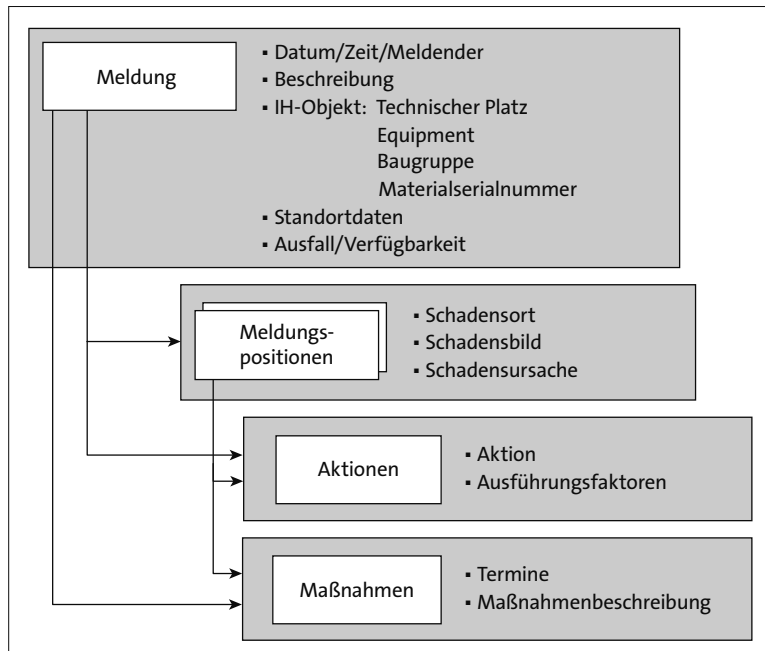 Meldung
▪ Datum/Zeit/Meldender
▪ Beschreibung
▪ IH-Objekt: Technischer Platz
Equipment
Baugruppe
Materialserialnummer
▪ Standortdaten
▪ Ausfall/Verfügbarkeit
Meldungs-
positionen
▪ Schadensort
▪ Schadensbild
▪ Schadensursache
Aktionen
▪ Aktion
▪ Ausführungsfaktoren
Maßnahmen
▪ Termine
▪ Maßnahmenbeschreibung